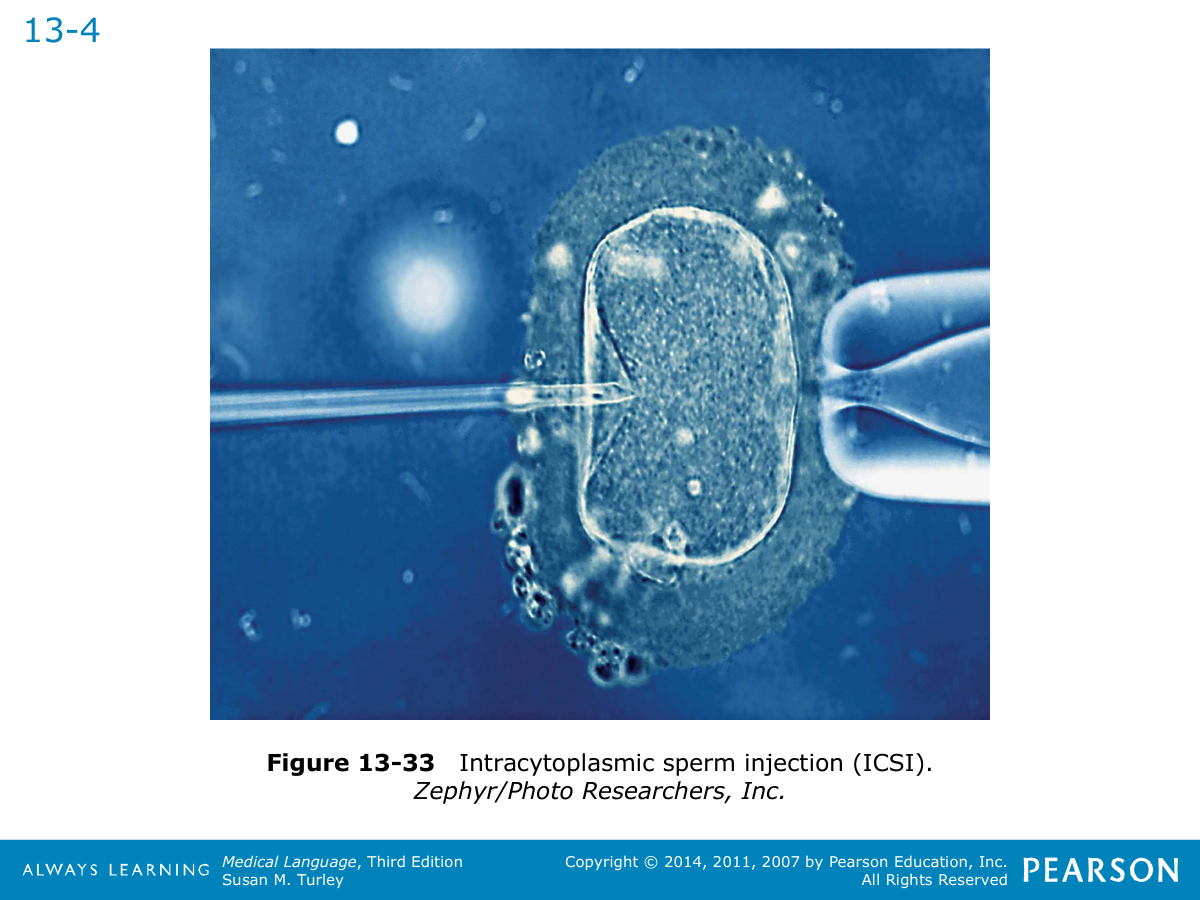 13-4
Figure 13-33 Intracytoplasmic sperm injection (ICSI).
Zephyr/Photo Researchers, Inc.
ALWAYS LEARNING
Medical Language, Third Edition
Susan M. Turley
Copyright © 2014, 2011, 2007 by Pearson Education, Inc.
All Rights Reserved
PEARSON